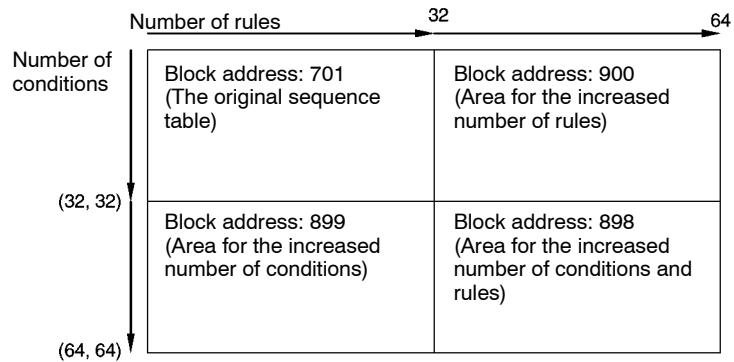 Number of rules
32
64
Number of
conditions
Block address: 701
(The original sequence
table)
Block address: 900
(Area for the increased
number of rules)
(32, 32)
Block address: 899
(Area for the increased
number of conditions)
Block address: 898
(Area for the increased
number of conditions and
rules)
(64, 64)